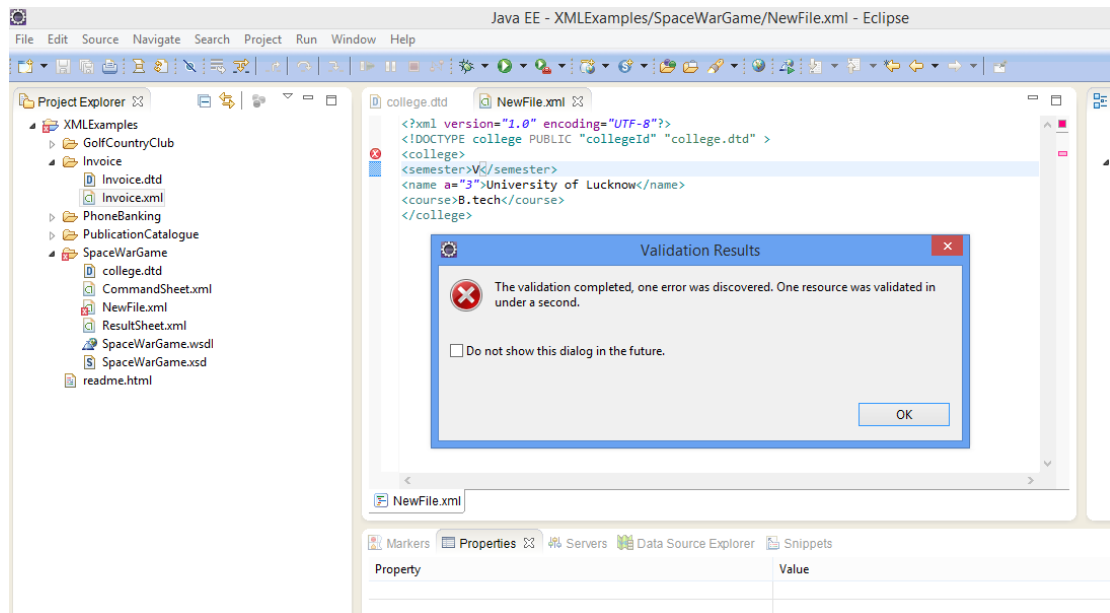 Java EE - XMLExamples/SpaceWarGame/NewFile.xml - Eclipse
File Edit Source Navigate Search Project Run Window Help
Project Explorer
XMLExamples
GolfCountryClub
Invoice
Invoice.dtd
Invoice.xml
PhoneBanking
PublicationCatalogue
SpaceWarGame
college.dtd
CommandSheet.xml
NewFile.xml
ResultSheet.xml
SpaceWarGame.wsdl
SpaceWarGame.xsd
readme.html
college.dtd NewFile.xml
<?xml version="1.0" encoding="UTF-8"?>
<!DOCTYPE college PUBLIC "collegeId" "college.dtd" >
<college>
<semester>V</semester>
<name a="3">University of Lucknow</name>
<course>B.tech</course>
</college>
Validation Results
The validation completed, one error was discovered. One resource was validated in
under a second.
Do not show this dialog in the future.
OK
NewFile.xml
Markers Properties Servers Data Source Explorer Snippets
Property Value